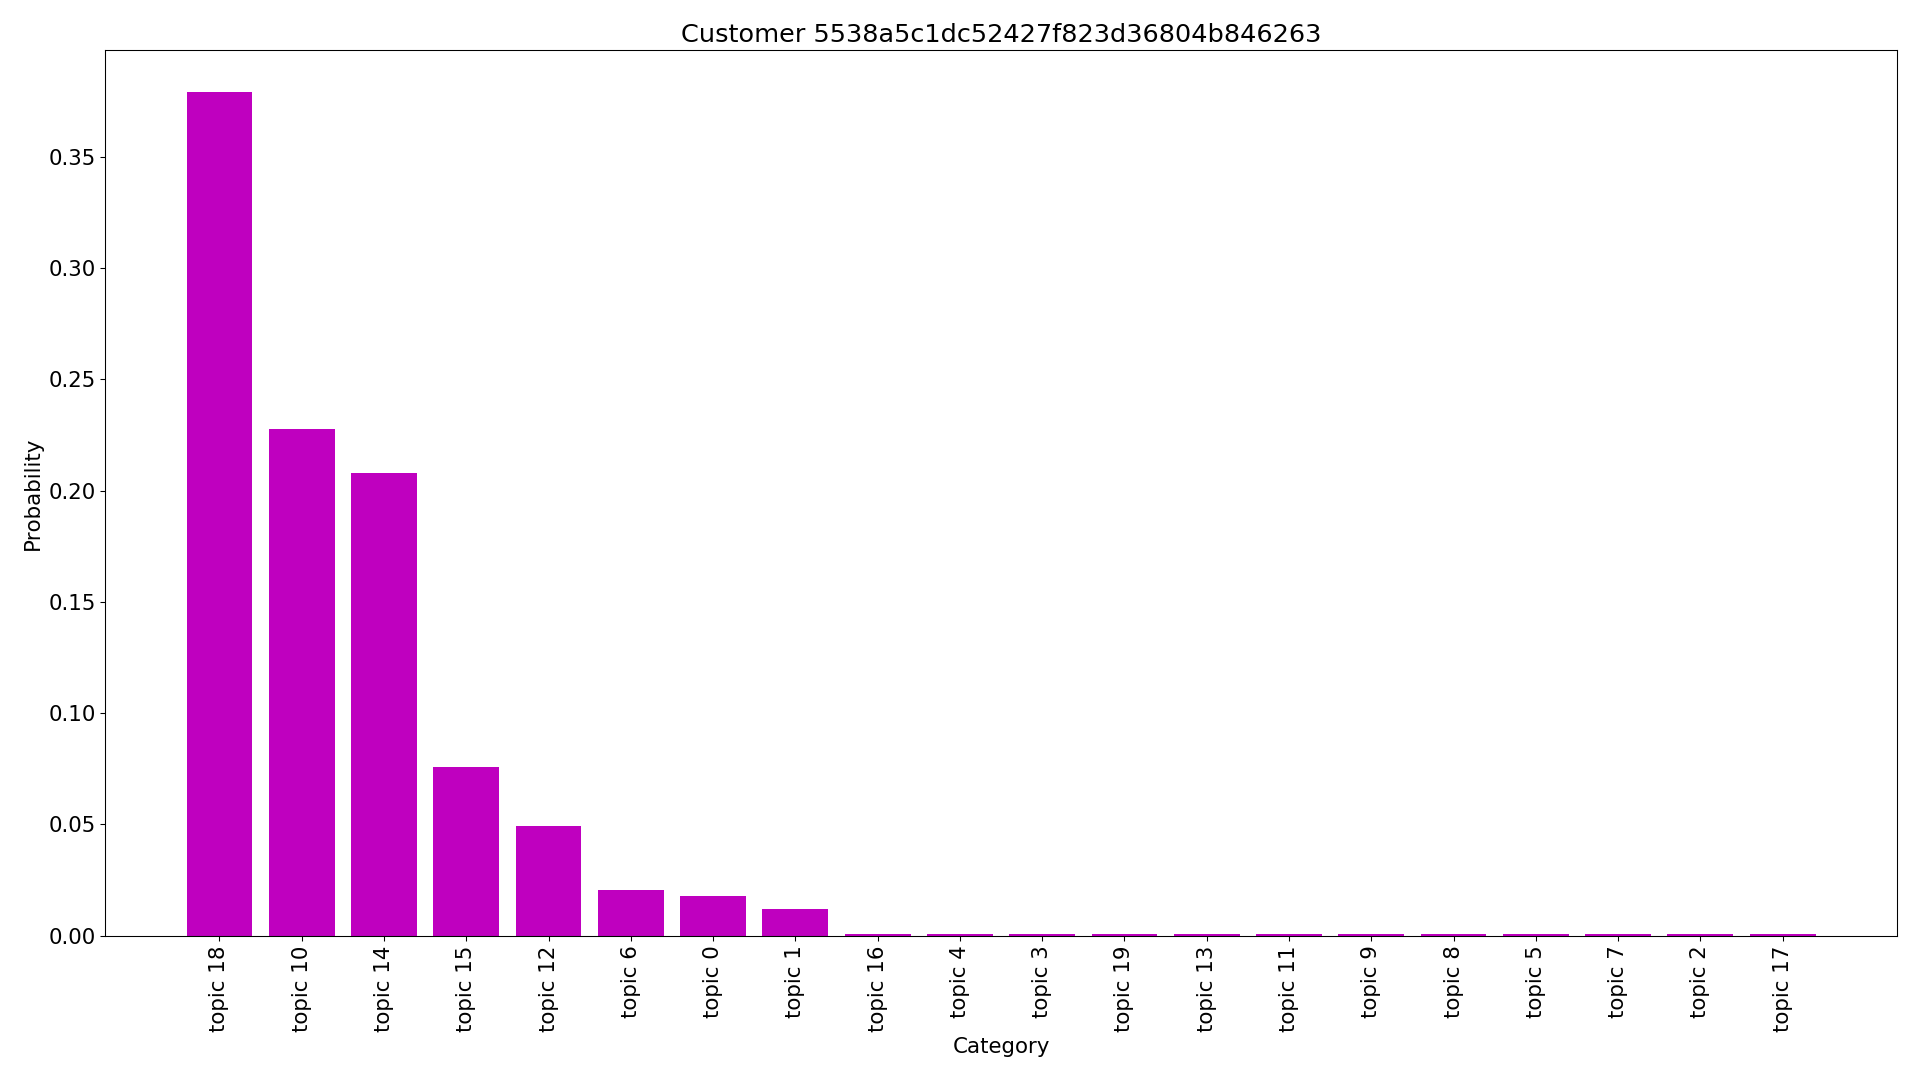 Customer 5538a5c1dc52427f823d36804b846263
Probability
0.35
0.30
0.25
0.20
0.15
0.10
0.05
0.00
topic 18
topic 10
topic 14
topic 15
topic 12
topic 6
topic 0
topic 1
topic 16
topic 4
topic 3
topic 19
topic 13
topic 11
topic 9
topic 8
topic 5
topic 7
topic 2
topic 17
Category